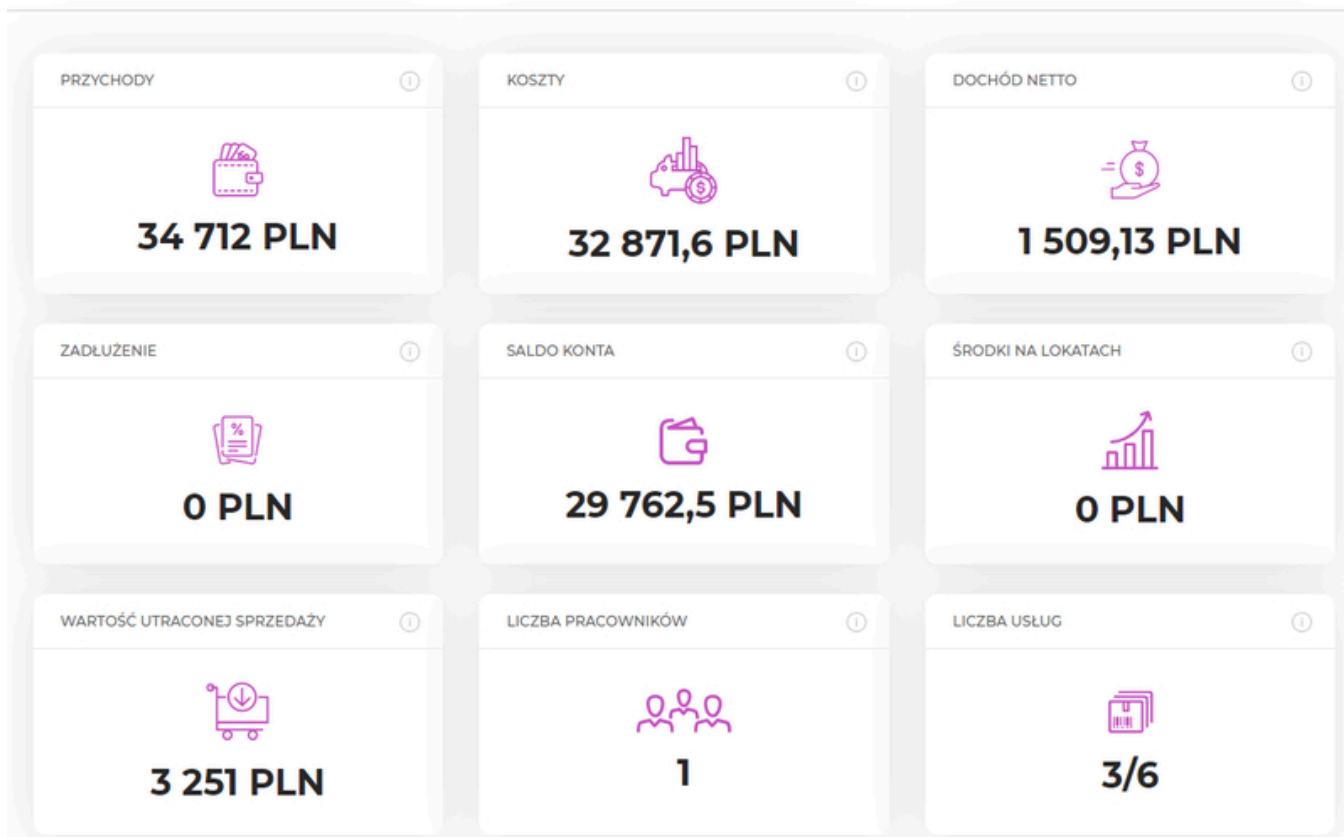 PRZYCHODY
KOSZTY
DOCHÓD NETTO
34 712 PLN
32 871,6 PLN
1 509,13 PLN
ZADŁUŻENIE
SALDO KONTA
ŚRODKI NA LOKATACH
0 PLN
29 762,5 PLN
0 PLN
WARTOŚĆ UTRACONEJ SPRZEDAŻY
LICZBA PRACOWNIKÓW
LICZBA USŁUG
3 251 PLN
1
3/6